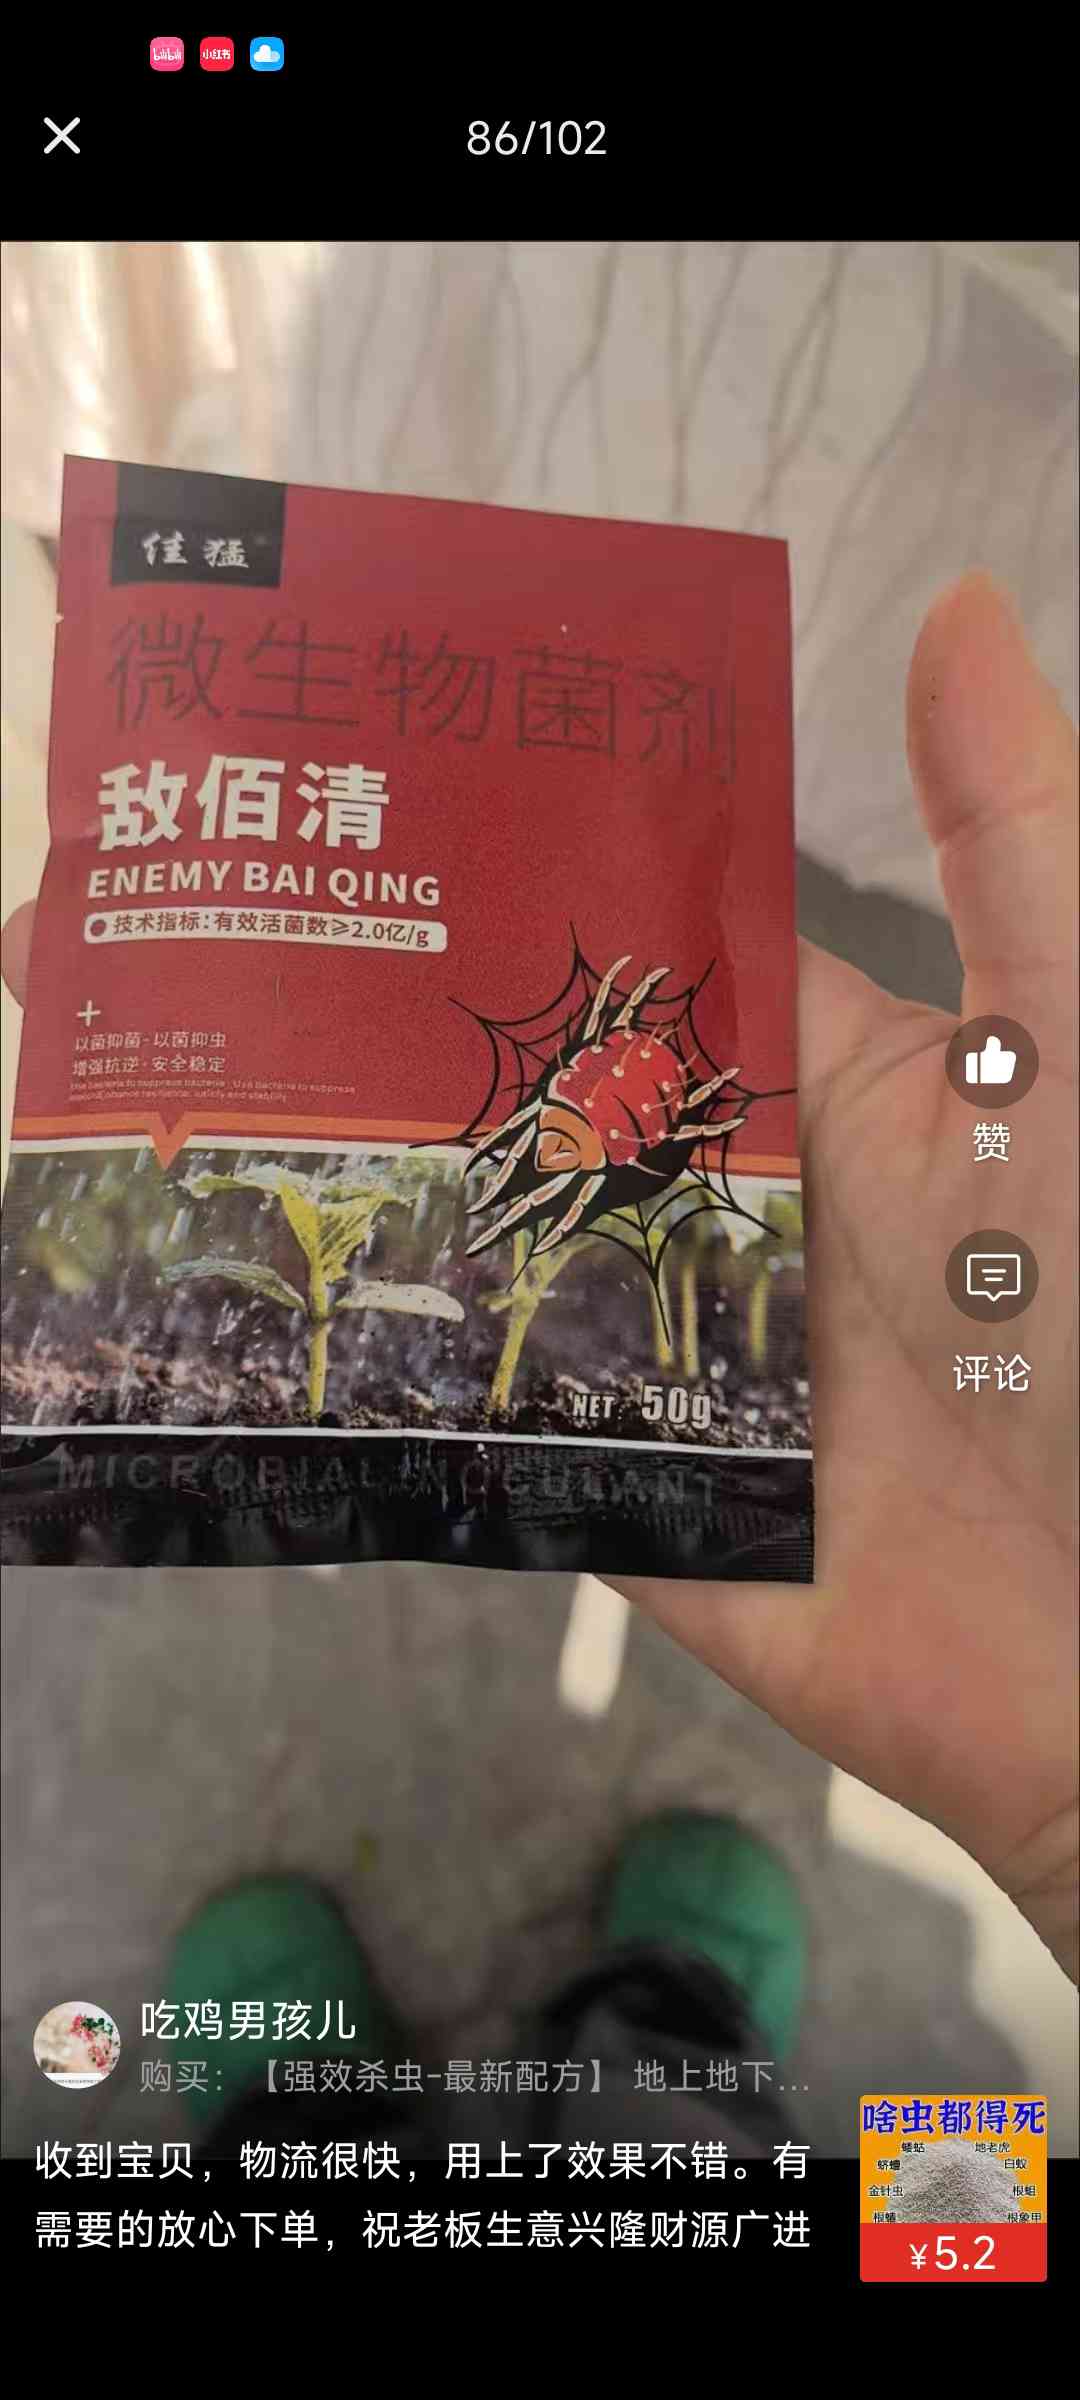 bilibili
小红书
86/102
佳猛
微生物菌剂
敌佰清
ENEMY BAI QING
技术指标:有效活菌数≥2.0亿/g
以菌抑菌-以菌抑虫
增强抗逆·安全稳定
NET: 50g
MICROBIAL INOCULANT
赞
评论
吃鸡男孩儿
购买：【强效杀虫-最新配方】 地上地下...
收到宝贝，物流很快，用上了效果不错。有
需要的放心下单，祝老板生意兴隆财源广进
啥虫都得死
蝼蛄 地老虎
蛴螬 白蚁
金针虫 根蛆
根螨 根象甲
¥5.2